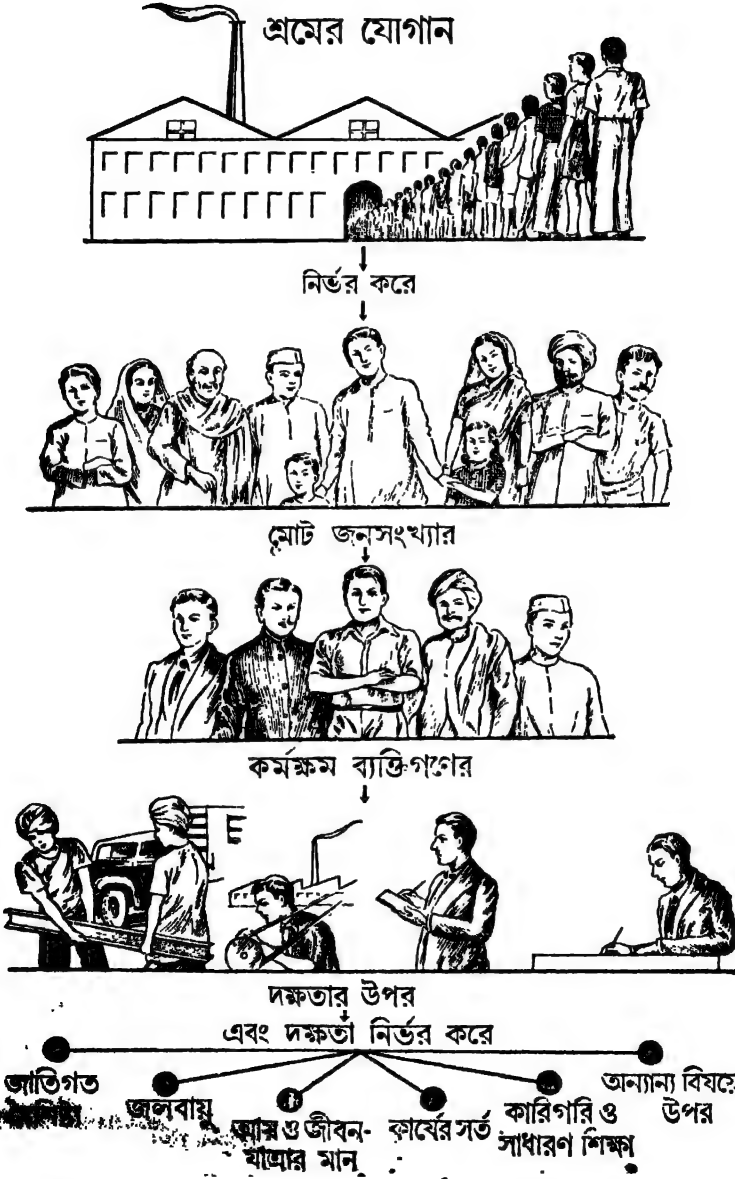 শ্রমের যোগান
নির্ভর করে
মোট জনসংখ্যার
কর্মক্ষম ব্যক্তিগণের
দক্ষতার উপর
এবং দক্ষতা নির্ভর করে
জাতিগত
জলবায়ু
আয় ও জীবন-
যাত্রার মান
কার্যের সর্ত
কারিগরি ও
সাধারণ শিক্ষা
অন্যান্য বিষয়ে
উপর